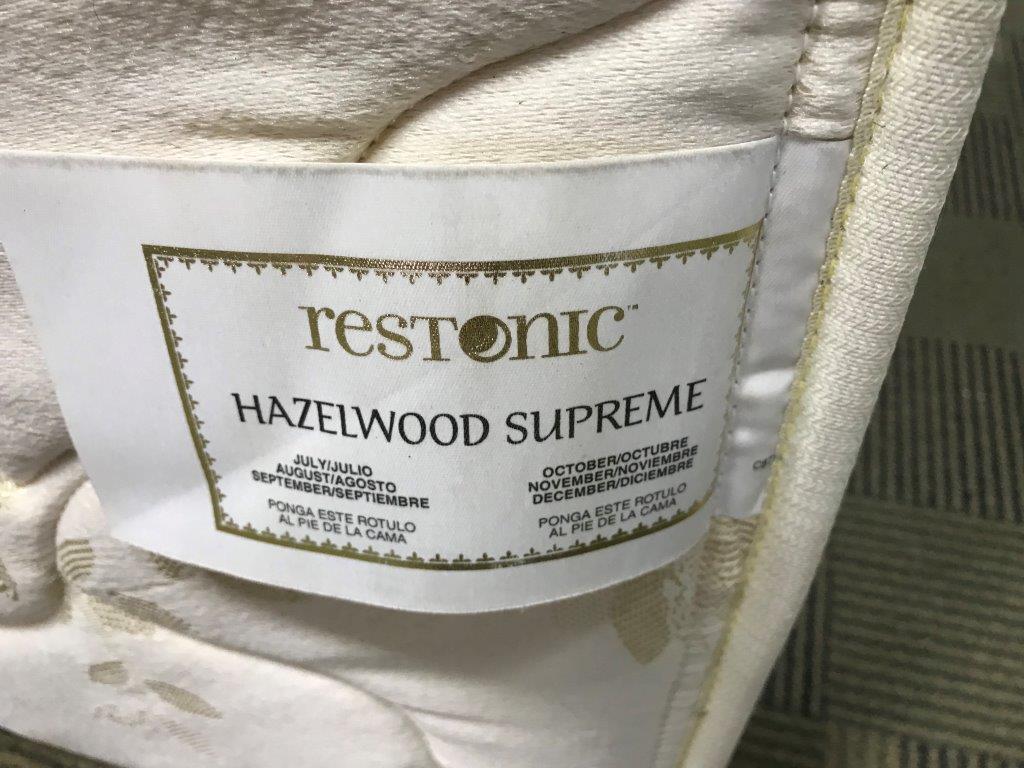 resTonic™
HAZELWOOD SUPREME
JULY/JULIO
AUGUST/AGOSTO
SEPTEMBER/SEPTIEMBRE
PONGA ESTE ROTULO
AL PIE DE LA CAMA
OCTOBER/OCTUBRE
NOVEMBER/NOVIEMBRE
DECEMBER/DICIEMBRE
PONGA ESTE ROTULO
AL PIE DE LA CAMA